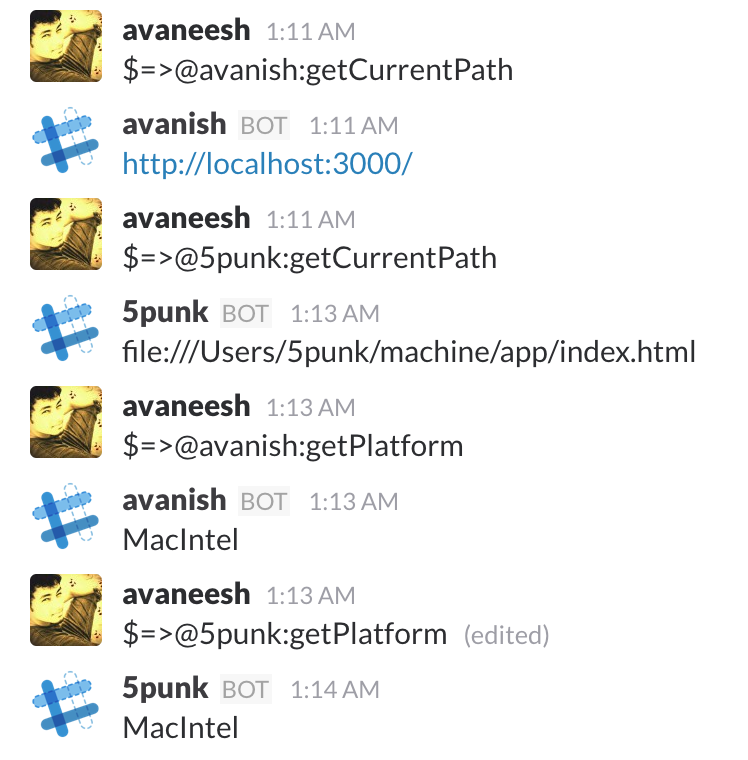 avaneesh 1:11 AM
$=>@avanish:getCurrentPath
avanish BOT 1:11 AM
http://localhost:3000/
avaneesh 1:11 AM
$=>@5punk:getCurrentPath
5punk BOT 1:13 AM
file:///Users/5punk/machine/app/index.html
avaneesh 1:13 AM
$=>@avanish:getPlatform
avanish BOT 1:13 AM
MacIntel
avaneesh 1:13 AM
$=>@5punk:getPlatform (edited)
5punk BOT 1:14 AM
MacIntel